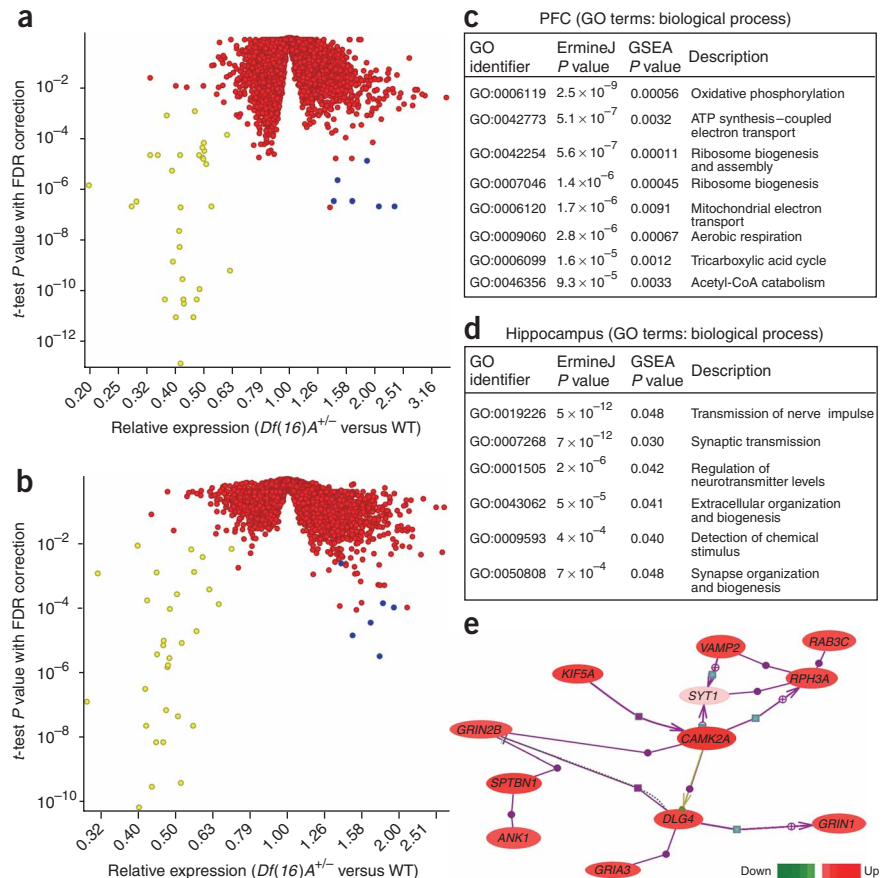 a
t-test P value with FDR correction
10⁻²
10⁻⁴
10⁻⁶
10⁻⁸
10⁻¹⁰
10⁻¹²
0.20 0.25 0.32 0.40 0.50 0.63 0.79 1.00 1.26 1.58 2.00 2.51 3.16
Relative expression (Df(16)A⁺/⁻ versus WT)
b
t-test P value with FDR correction
10⁻²
10⁻⁴
10⁻⁶
10⁻⁸
10⁻¹⁰
0.32 0.40 0.50 0.63 0.79 1.00 1.26 1.58 2.00 2.51
Relative expression (Df(16)A⁺/⁻ versus WT)
c
PFC (GO terms: biological process)
GO ErmineJ GSEA Description
identifier P value P value
GO:0006119 2.5 × 10⁻⁹ 0.00056 Oxidative phosphorylation
GO:0042773 5.1 × 10⁻⁷ 0.0032 ATP synthesis–coupled
electron transport
GO:0042254 5.6 × 10⁻⁷ 0.00011 Ribosome biogenesis
and assembly
GO:0007046 1.4 ×10⁻⁶ 0.00045 Ribosome biogenesis
GO:0006120 1.7 × 10⁻⁶ 0.0091 Mitochondrial electron
transport
GO:0009060 2.8 × 10⁻⁶ 0.00067 Aerobic respiration
GO:0006099 1.6 × 10⁻⁵ 0.0012 Tricarboxylic acid cycle
GO:0046356 9.3 × 10⁻⁵ 0.0033 Acetyl-CoA catabolism
d
Hippocampus (GO terms: biological process)
GO ErmineJ GSEA Description
identifier P value P value
GO:0019226 5 × 10⁻¹² 0.048 Transmission of nerve impulse
GO:0007268 7 × 10⁻¹² 0.030 Synaptic transmission
GO:0001505 2 × 10⁻⁶ 0.042 Regulation of
neurotransmitter levels
GO:0043062 5 × 10⁻⁵ 0.041 Extracellular organization
and biogenesis
GO:0009593 4 × 10⁻⁴ 0.040 Detection of chemical
stimulus
GO:0050808 7 × 10⁻⁴ 0.048 Synapse organization
and biogenesis
e
VAMP2
RAB3C
KIF5A
RPH3A
SYT1
GRIN2B
CAMK2A
SPTBN1
DLG4
GRIN1
ANK1
GRIA3
Down Up